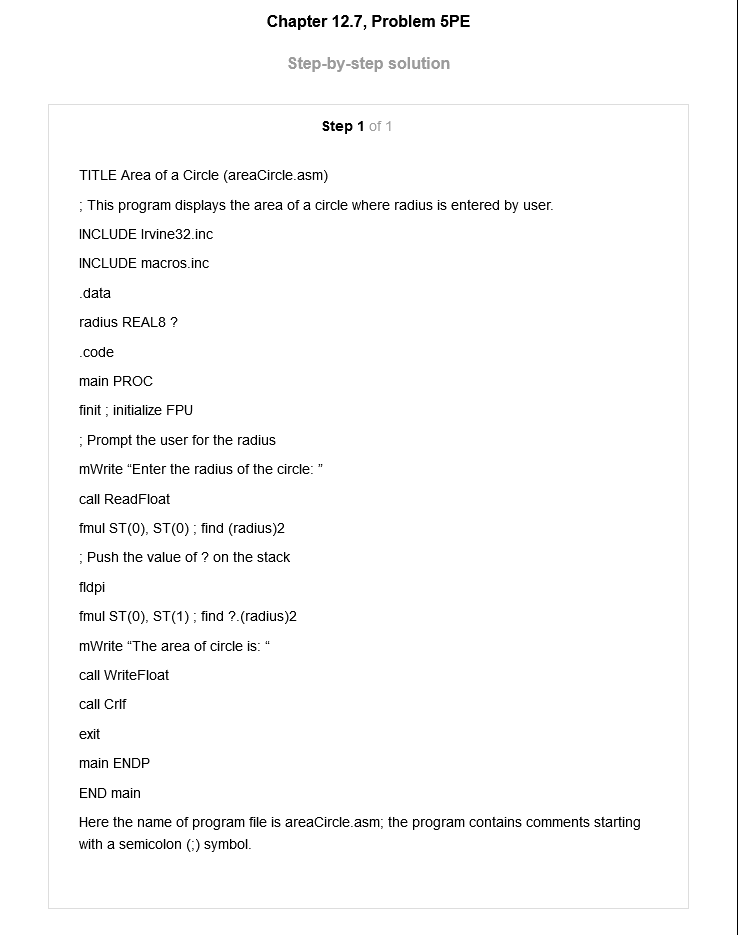 Chapter 12.7, Problem 5PE
Step-by-step solution
Step 1 of 1
TITLE Area of a Circle (areaCircle.asm)
; This program displays the area of a circle where radius is entered by user.
INCLUDE Irvine32.inc
INCLUDE macros.inc
.data
radius REAL8 ?
.code
main PROC
finit ; initialize FPU
; Prompt the user for the radius
mWrite “Enter the radius of the circle: ”
call ReadFloat
fmul ST(0), ST(0) ; find (radius)2
; Push the value of ? on the stack
fldpi
fmul ST(0), ST(1) ; find ?.(radius)2
mWrite “The area of circle is: “
call WriteFloat
call Crlf
exit
main ENDP
END main
Here the name of program file is areaCircle.asm; the program contains comments starting
with a semicolon (;) symbol.